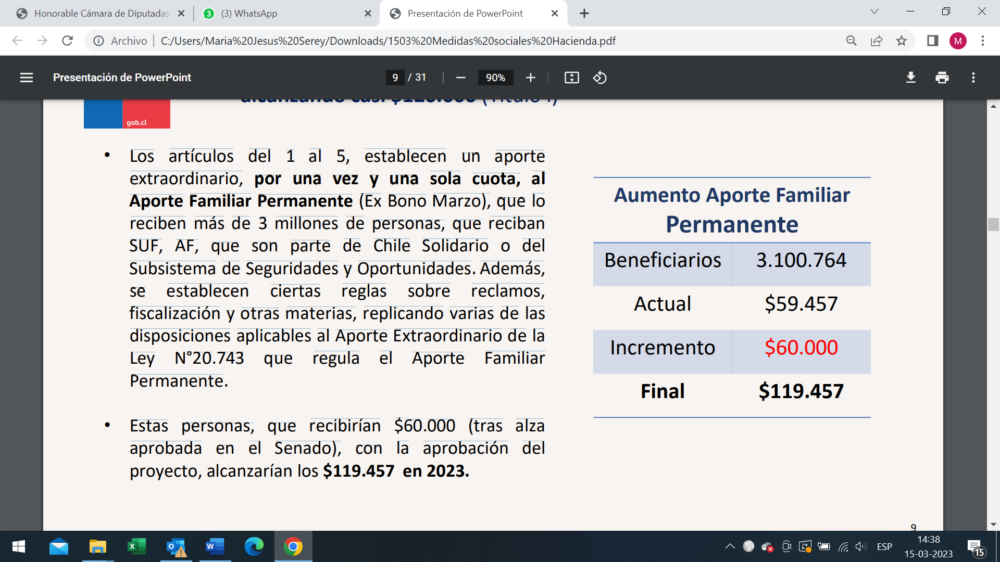 Honorable Cámara de Diputadas
(3) WhatsApp
Presentación de PowerPoint
Archivo
C:/Users/Maria%20Jesus%20Serey/Downloads/1503%20Medidas%20sociales%20Hacienda.pdf
M
Presentación de PowerPoint
9 / 31
90%
gob.cl
• Los artículos del 1 al 5, establecen un aporte
extraordinario, por una vez y una sola cuota, al
Aporte Familiar Permanente (Ex Bono Marzo), que lo
reciben más de 3 millones de personas, que reciban
SUF, AF, que son parte de Chile Solidario o del
Subsistema de Seguridades y Oportunidades. Además,
se establecen ciertas reglas sobre reclamos,
fiscalización y otras materias, replicando varias de las
disposiciones aplicables al Aporte Extraordinario de la
Ley N°20.743 que regula el Aporte Familiar
Permanente.
• Estas personas, que recibirían $60.000 (tras alza
aprobada en el Senado), con la aprobación del
proyecto, alcanzarían los $119.457 en 2023.
Aumento Aporte Familiar
Permanente
Beneficiarios 3.100.764
Actual $59.457
Incremento $60.000
Final $119.457
9
ESP
14:38
15-03-2023
15